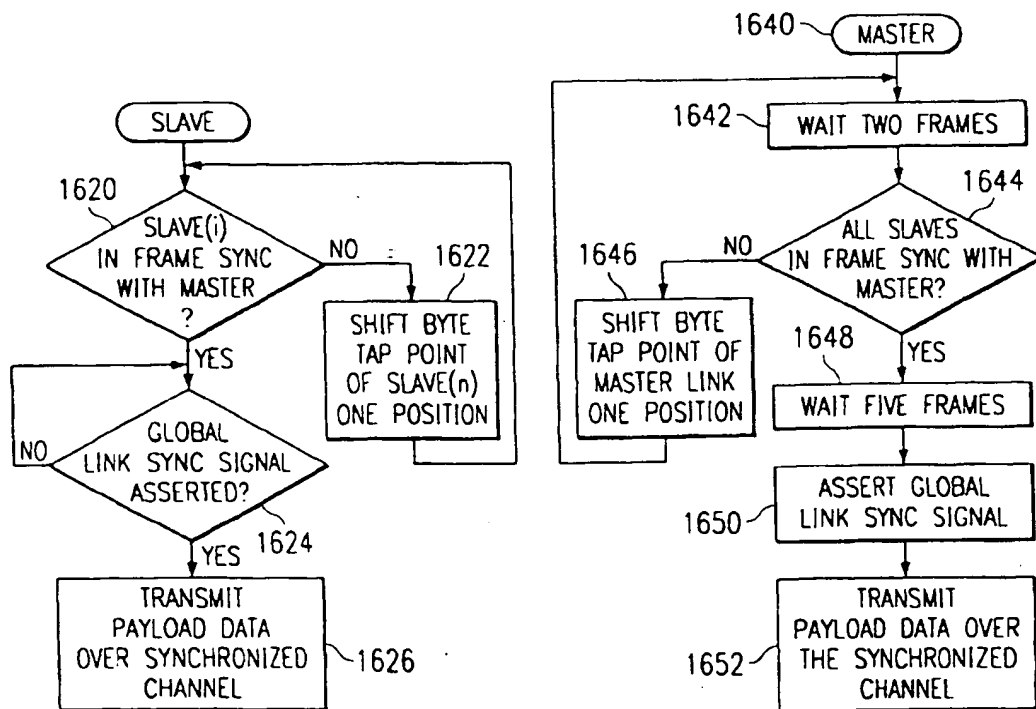 SLAVE
1620
SLAVE(i)
IN FRAME SYNC
WITH MASTER
?
NO
1622
SHIFT BYTE
TAP POINT
OF SLAVE(n)
ONE POSITION
YES
GLOBAL
LINK SYNC SIGNAL
ASSERTED?
NO
1624
YES
TRANSMIT
PAYLOAD DATA
OVER SYNCHRONIZED
CHANNEL
1626
1640
MASTER
1642
WAIT TWO FRAMES
1644
ALL SLAVES
IN FRAME SYNC WITH
MASTER?
NO
1646
SHIFT BYTE
TAP POINT OF
MASTER LINK
ONE POSITION
YES
1648
WAIT FIVE FRAMES
ASSERT GLOBAL
LINK SYNC SIGNAL
1650
TRANSMIT
PAYLOAD DATA OVER
THE SYNCHRONIZED
CHANNEL
1652